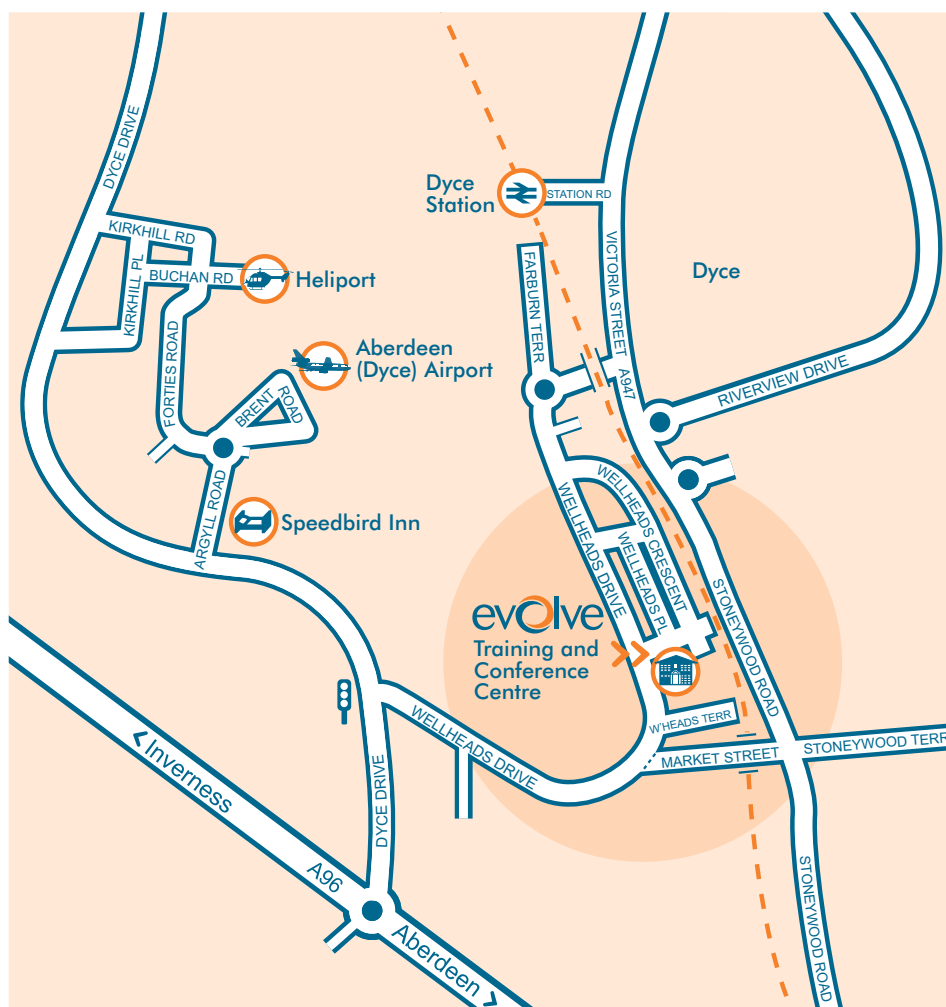 DYCE DRIVE
Dyce
Station
STATION RD
KIRKHILL RD
KIRKHILL PL
BUCHAN RD
Heliport
FARBURN TERR
VICTORIA STREET
A947
Dyce
Aberdeen
(Dyce) Airport
FORTIES ROAD
BRENT
ROAD
RIVERVIEW DRIVE
ARGYLL ROAD
Speedbird Inn
WELLHEADS DRIVE
WELLHEADS CRESCENT
WELLHEADS PL
STONEYWOOD ROAD
evolve
Training and
Conference
Centre
W'HEADS TERR
WELLHEADS DRIVE
MARKET STREET
STONEYWOOD TERR
< Inverness
DYCE DRIVE
A96
Aberdeen >
STONEYWOOD ROAD